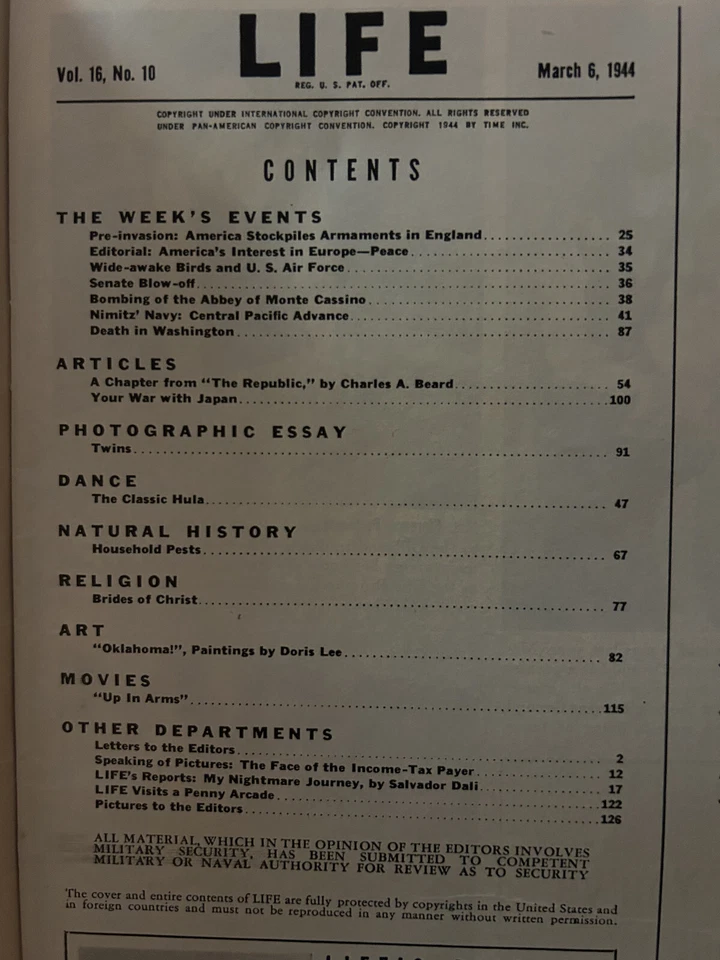 LIFE
Vol. 16, No. 10
REG. U. S. PAT. OFF.
March 6, 1944
COPYRIGHT UNDER INTERNATIONAL COPYRIGHT CONVENTION. ALL RIGHTS RESERVED
UNDER PAN-AMERICAN COPYRIGHT CONVENTION. COPYRIGHT 1944 BY TIME INC.
CONTENTS
THE WEEK'S EVENTS
Pre-invasion: America Stockpiles Armaments in England 25
Editorial: America's Interest in Europe—Peace 34
Wide-awake Birds and U. S. Air Force 35
Senate Blow-off 36
Bombing of the Abbey of Monte Cassino 38
Nimitz' Navy: Central Pacific Advance 41
Death in Washington 87
ARTICLES
A Chapter from "The Republic," by Charles A. Beard 54
Your War with Japan 100
PHOTOGRAPHIC ESSAY
Twins 91
DANCE
The Classic Hula 47
NATURAL HISTORY
Household Pests 67
RELIGION
Brides of Christ 77
ART
"Oklahoma!", Paintings by Doris Lee 82
MOVIES
"Up In Arms" 115
OTHER DEPARTMENTS
Letters to the Editors 2
Speaking of Pictures: The Face of the Income-Tax Payer 12
LIFE's Reports: My Nightmare Journey, by Salvador Dali 17
LIFE Visits a Penny Arcade 122
Pictures to the Editors 126
ALL MATERIAL, WHICH IN THE OPINION OF THE EDITORS INVOLVES
MILITARY SECURITY, HAS BEEN SUBMITTED TO COMPETENT
MILITARY OR NAVAL AUTHORITY FOR REVIEW AS TO SECURITY
The cover and entire contents of LIFE are fully protected by copyrights in the United States and
in foreign countries and must not be reproduced in any manner without written permission.